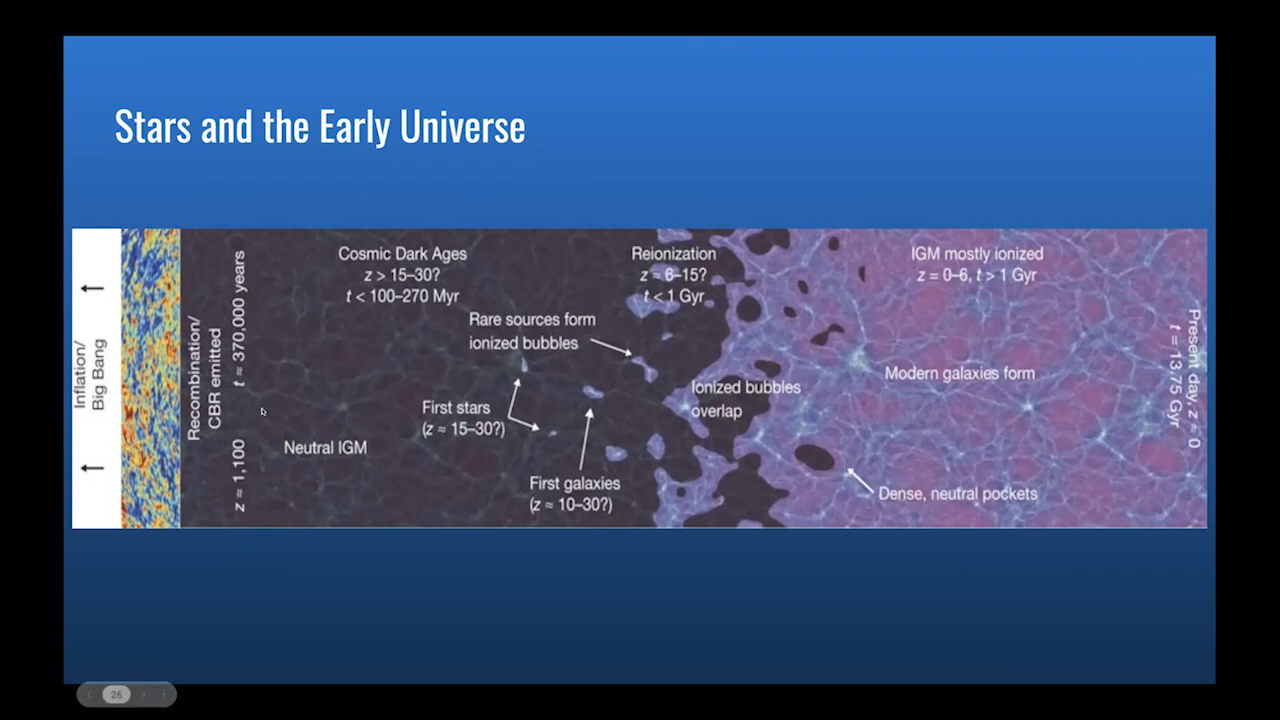 Stars and the Early Universe
Inflation/
Big Bang
Recombination/
CBR emitted
z ≈ 1,100 t ≈ 370,000 years
Cosmic Dark Ages
z > 15–30?
t < 100–270 Myr
Neutral IGM
Rare sources form
ionized bubbles
First stars
(z ≈ 15–30?)
First galaxies
(z ≈ 10–30?)
Reionization
z ≈ 6–15?
t < 1 Gyr
Ionized bubbles
overlap
IGM mostly ionized
z = 0–6, t > 1 Gyr
Modern galaxies form
Dense, neutral pockets
Present day, z ≈ 0
t ≈ 13.75 Gyr
26